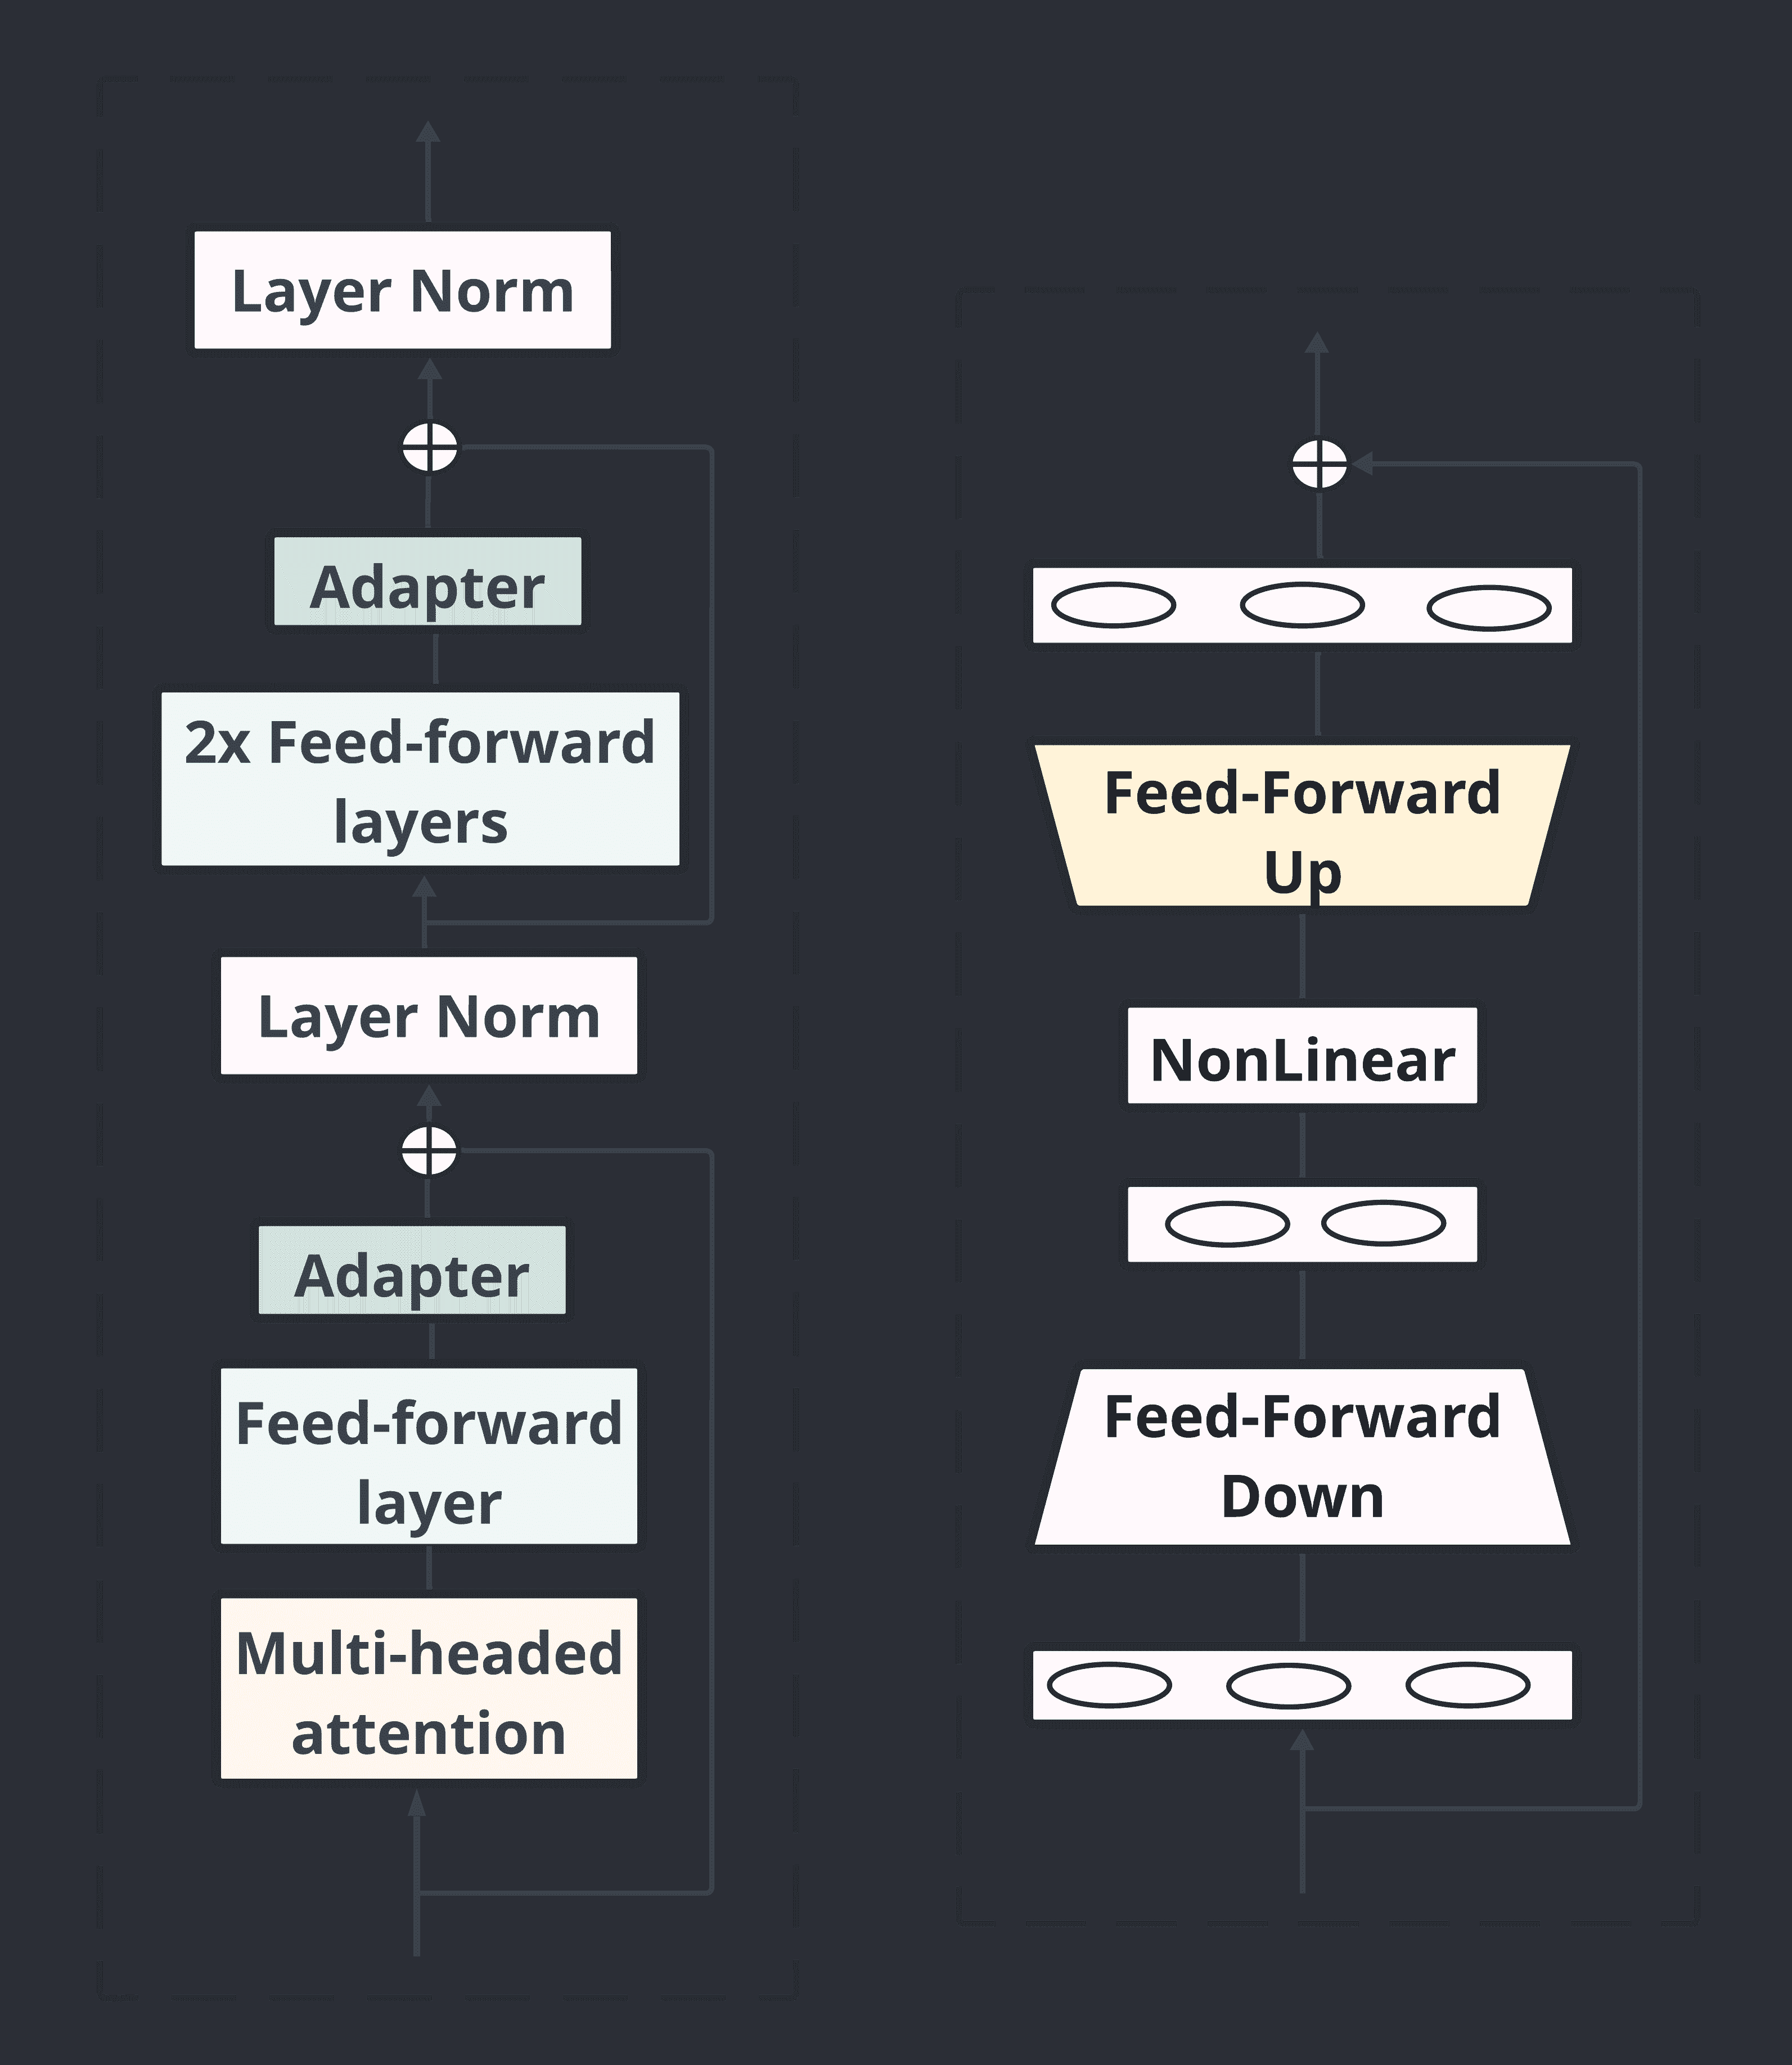 Layer Norm
Adapter
2x Feed-forward
layers
Layer Norm
Adapter
Feed-forward
layer
Multi-headed
attention
Feed-Forward
Up
NonLinear
Feed-Forward
Down